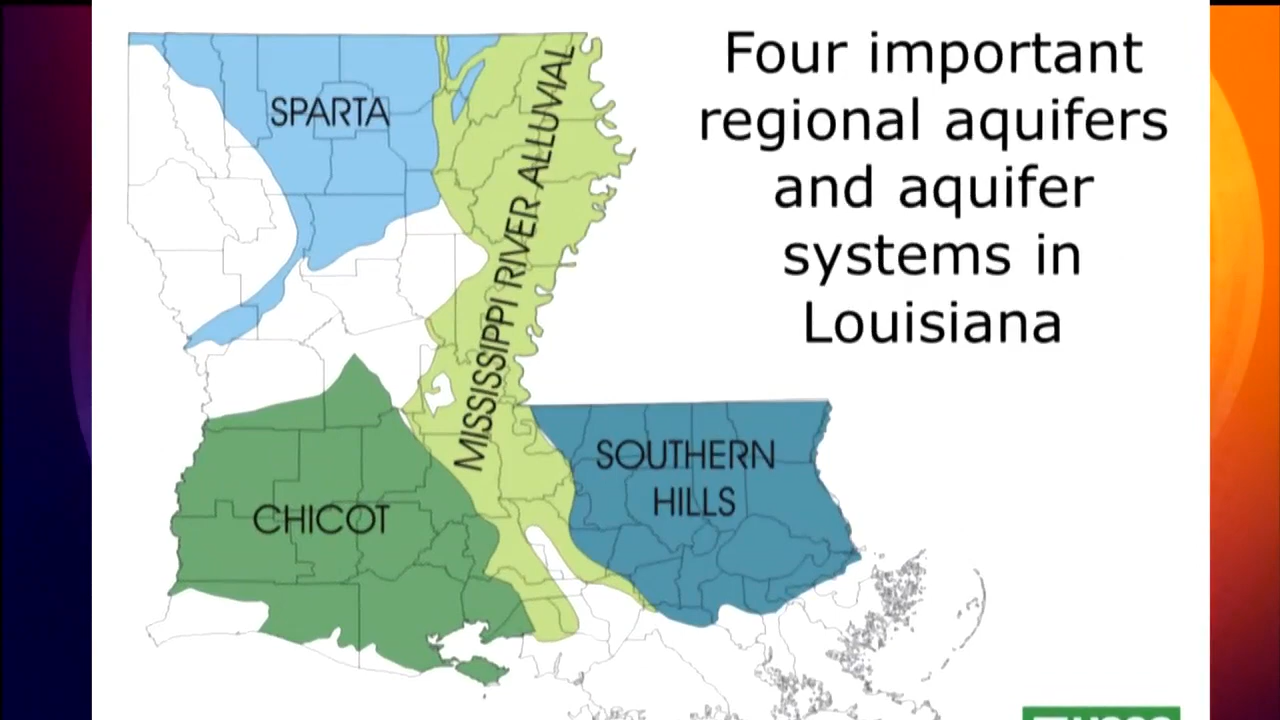 Four important
regional aquifers
and aquifer
systems in
Louisiana
SPARTA
MISSISSIPPI RIVER ALLUVIAL
SOUTHERN
HILLS
CHICOT